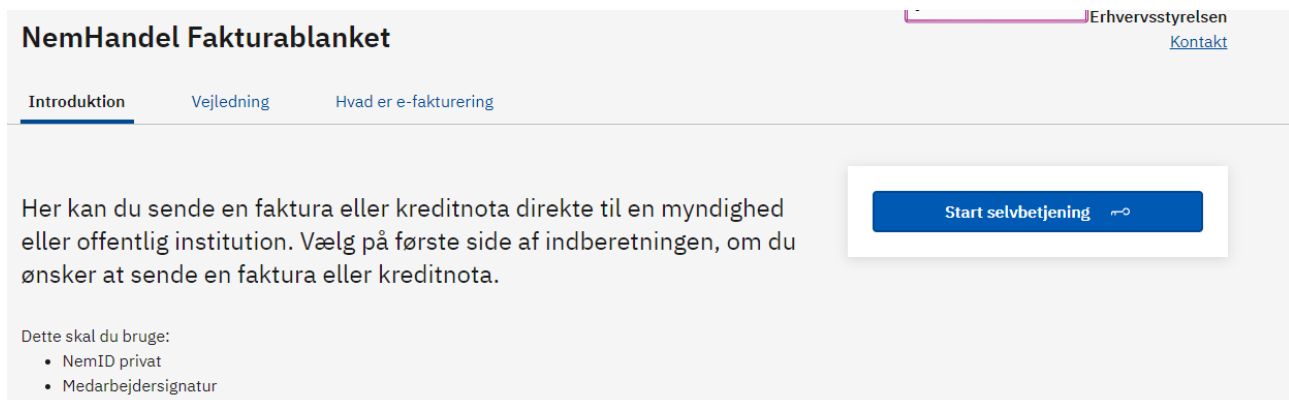 Erhvervsstyrelsen
NemHandel Fakturablanket
Kontakt
Introduktion Vejledning Hvad er e-fakturering
Her kan du sende en faktura eller kreditnota direkte til en myndighed
eller offentlig institution. Vælg på første side af indberetningen, om du
ønsker at sende en faktura eller kreditnota.
Start selvbetjening
Dette skal du bruge:
• NemID privat
• Medarbejdersignatur